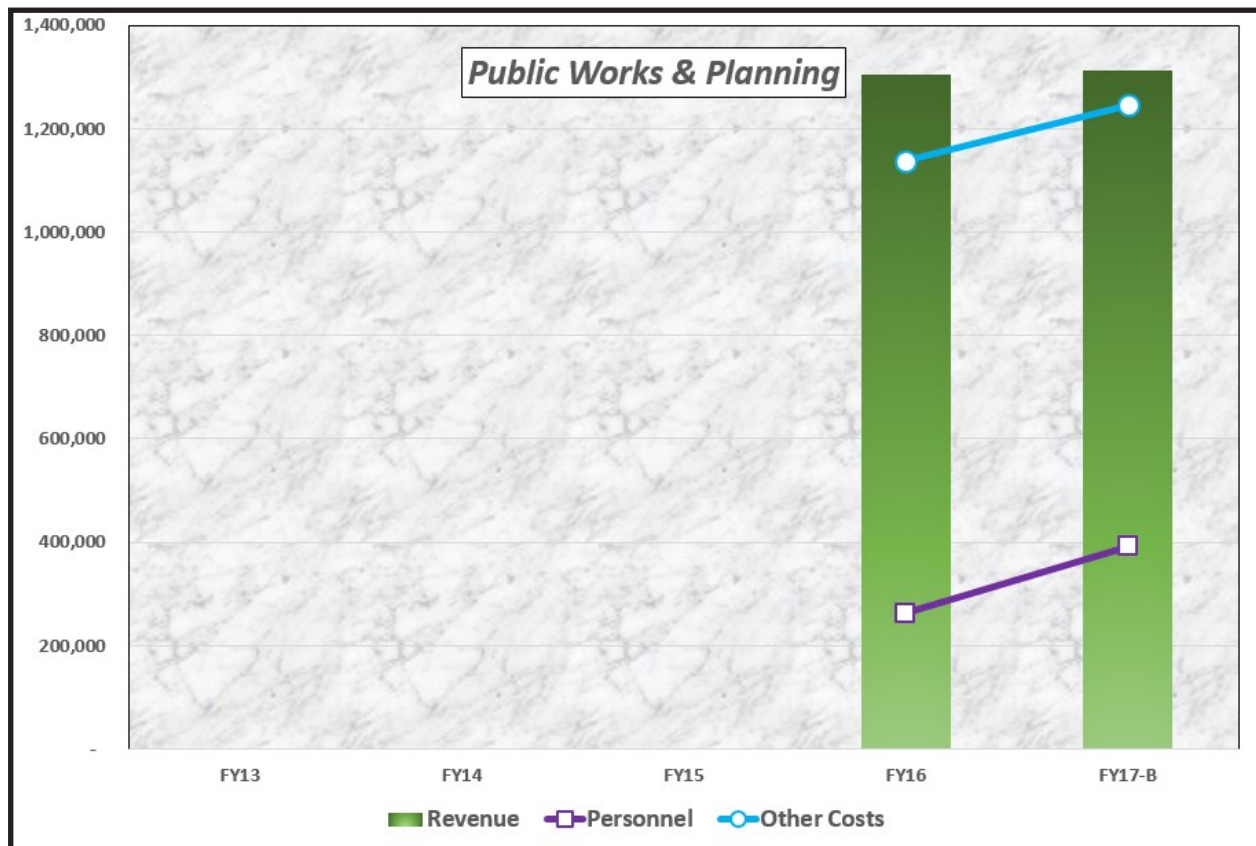 1,400,000
Public Works & Planning
1,200,000
1,000,000
800,000
600,000
400,000
200,000
-
FY13 FY14 FY15 FY16 FY17-B
Revenue Personnel Other Costs